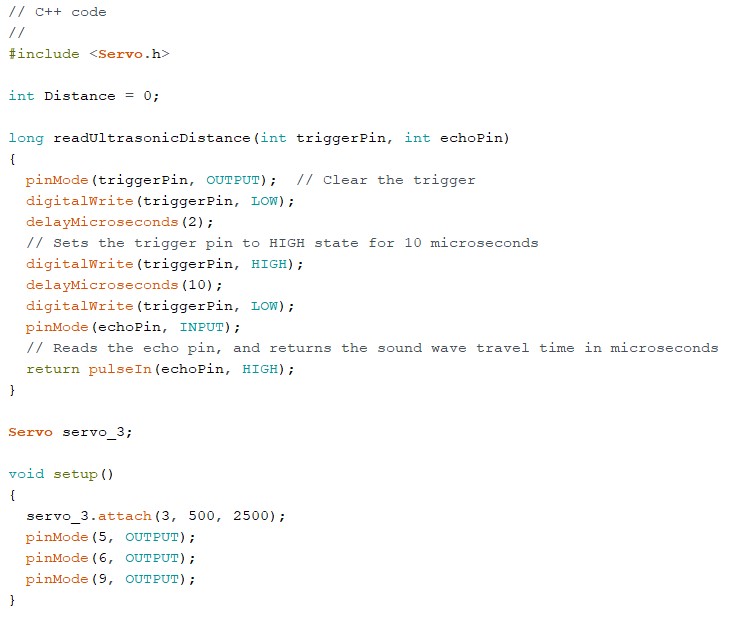 // C++ code
//
#include <Servo.h>

int Distance = 0;

long readUltrasonicDistance(int triggerPin, int echoPin)
{
  pinMode(triggerPin, OUTPUT);  // Clear the trigger
  digitalWrite(triggerPin, LOW);
  delayMicroseconds(2);
  // Sets the trigger pin to HIGH state for 10 microseconds
  digitalWrite(triggerPin, HIGH);
  delayMicroseconds(10);
  digitalWrite(triggerPin, LOW);
  pinMode(echoPin, INPUT);
  // Reads the echo pin, and returns the sound wave travel time in microseconds
  return pulseIn(echoPin, HIGH);
}

Servo servo_3;

void setup()
{
  servo_3.attach(3, 500, 2500);
  pinMode(5, OUTPUT);
  pinMode(6, OUTPUT);
  pinMode(9, OUTPUT);
}